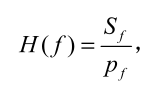 H(f) = S_f / p_f,